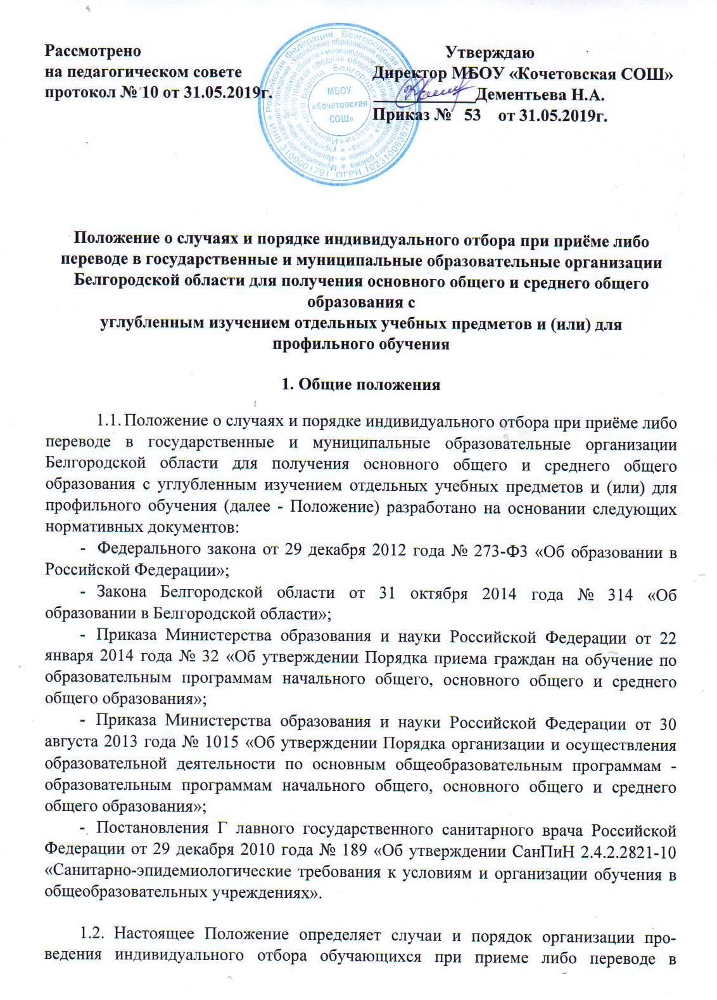 Рассмотрено
на педагогическом совете
протокол № 10 от 31.05.2019г.
Утверждаю
Директор МБОУ «Кочетовская СОШ»
____________Дементьева Н.А.
Приказ № 53 от 31.05.2019г.
МБОУ
«Кочетовская
СОШ»
ИНН 3109001791 ОГРН
Положение о случаях и порядке индивидуального отбора при приёме либо
переводе в государственные и муниципальные образовательные организации
Белгородской области для получения основного общего и среднего общего
образования с
углубленным изучением отдельных учебных предметов и (или) для
профильного обучения
1. Общие положения
1.1. Положение о случаях и порядке индивидуального отбора при приёме либо
переводе в государственные и муниципальные образовательные организации
Белгородской области для получения основного общего и среднего общего
образования с углубленным изучением отдельных учебных предметов и (или) для
профильного обучения (далее - Положение) разработано на основании следующих
нормативных документов:
- Федерального закона от 29 декабря 2012 года № 273-ФЗ «Об образовании в
Российской Федерации»;
- Закона Белгородской области от 31 октября 2014 года № 314 «Об
образовании в Белгородской области»;
- Приказа Министерства образования и науки Российской Федерации от 22
января 2014 года № 32 «Об утверждении Порядка приема граждан на обучение по
образовательным программам начального общего, основного общего и среднего
общего образования»;
- Приказа Министерства образования и науки Российской Федерации от 30
августа 2013 года № 1015 «Об утверждении Порядка организации и осуществления
образовательной деятельности по основным общеобразовательным программам -
образовательным программам начального общего, основного общего и среднего
общего образования»;
- Постановления Г лавного государственного санитарного врача Российской
Федерации от 29 декабря 2010 года № 189 «Об утверждении СанПиН 2.4.2.2821-10
«Санитарно-эпидемиологические требования к условиям и организации обучения в
общеобразовательных учреждениях».
1.2. Настоящее Положение определяет случаи и порядок организации про-
ведения индивидуального отбора обучающихся при приеме либо переводе в